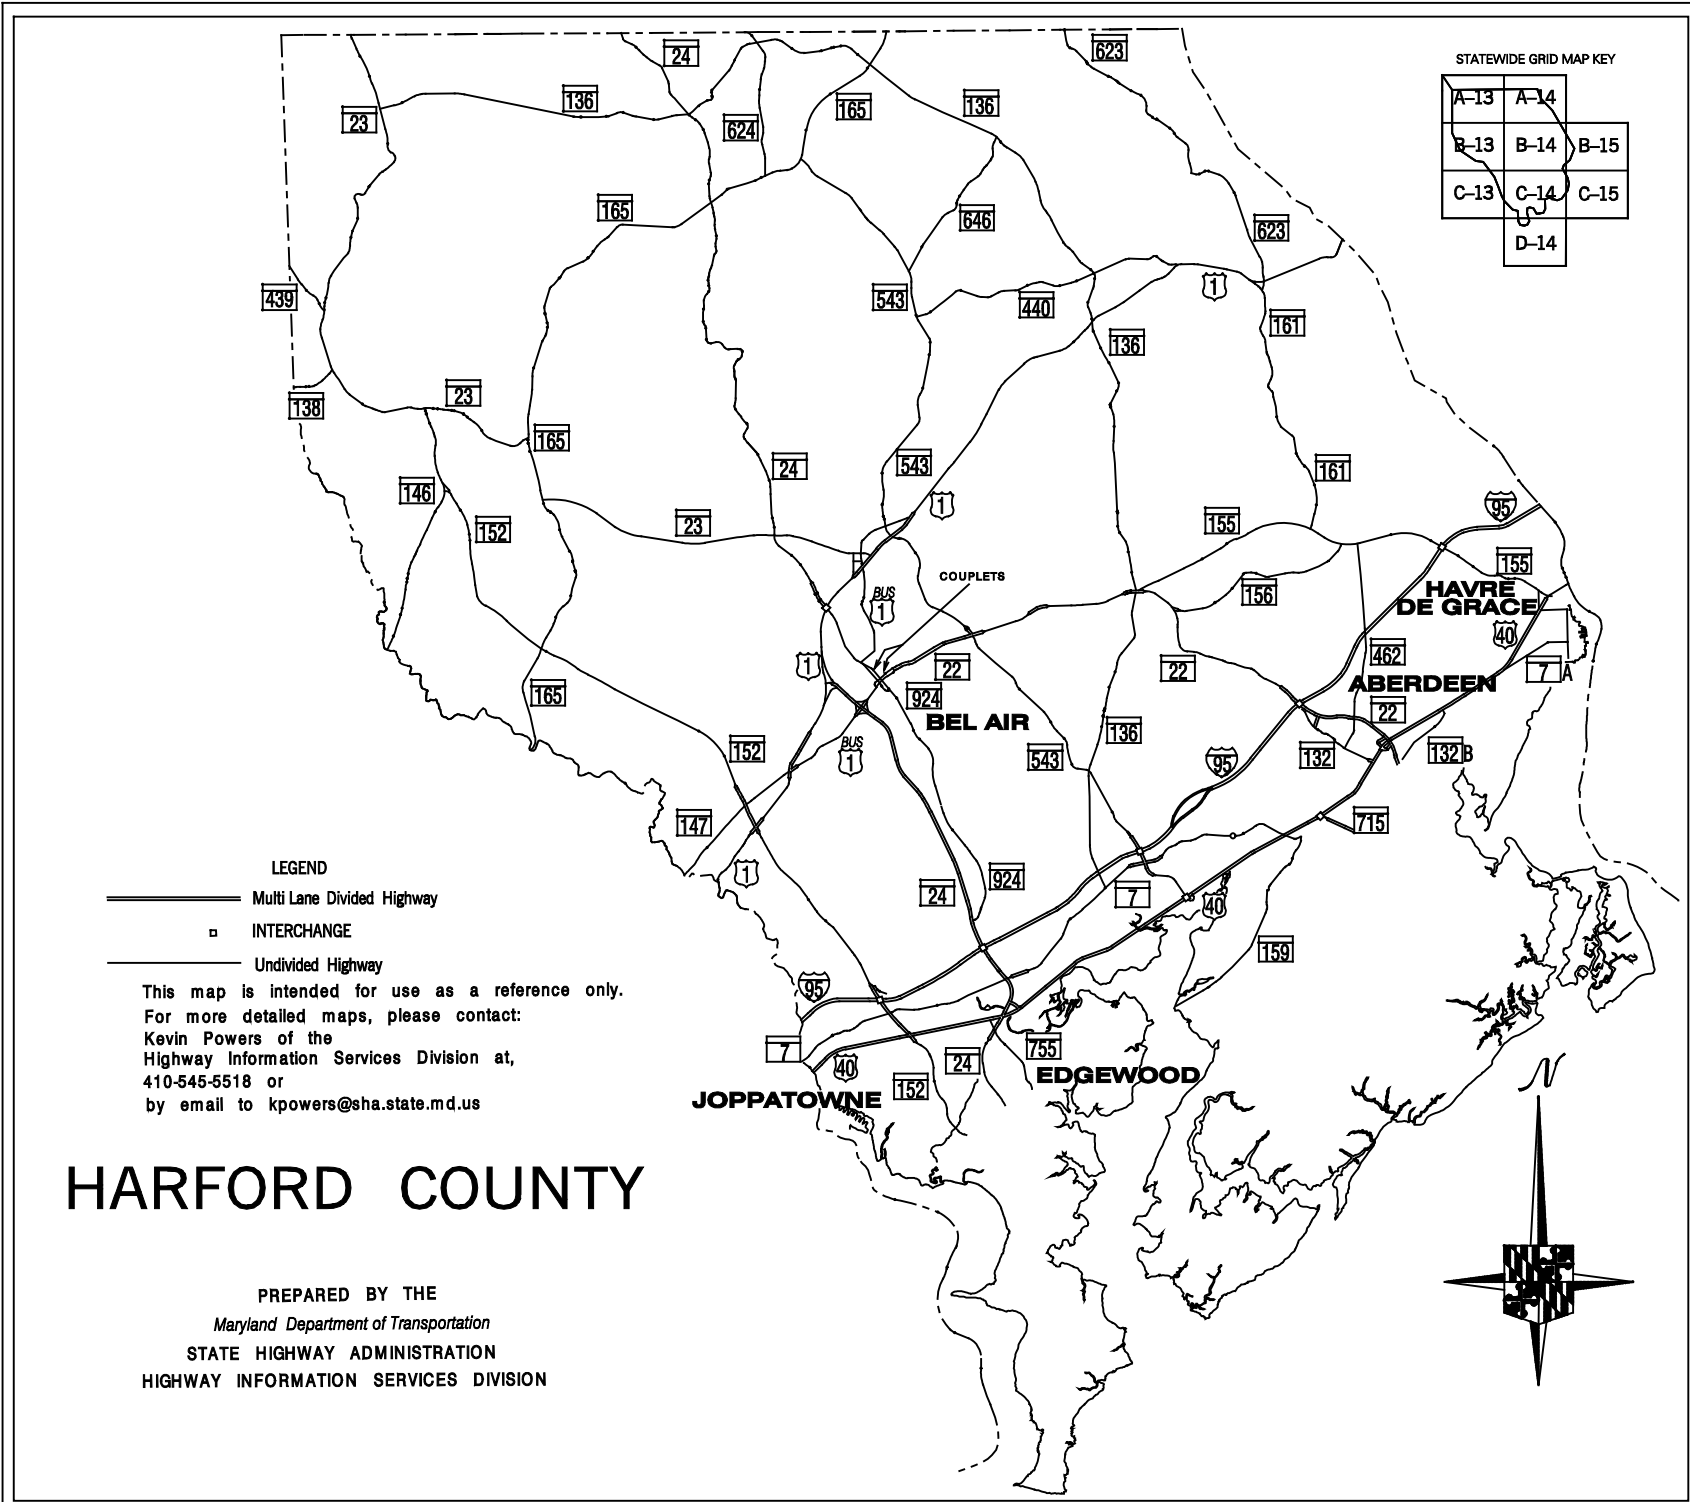 STATEWIDE GRID MAP KEY
A–13 A–14
B–13 B–14 B–15
C–13 C–14 C–15
D–14
24
623
136
165
136
23
624
165
646
623
439
543
440
1
161
136
138
23
165
24
543
161
146
1
95
152
23
155
155
COUPLETS
BUS
1
156
HAVRE
DE GRACE
40
1
22
22
462
7 A
165
924
ABERDEEN
22
BEL AIR
136
152
BUS
1
543
95
132
132 B
147
715
1
LEGEND
924
24
7
40
Multi Lane Divided Highway
INTERCHANGE
159
Undivided Highway
95
This map is intended for use as a reference only.
For more detailed maps, please contact:
Kevin Powers of the
Highway Information Services Division at,
410-545-5518 or
by email to kpowers@sha.state.md.us
7
40
24
755
EDGEWOOD
152
JOPPATOWNE
N
HARFORD COUNTY
PREPARED BY THE
Maryland Department of Transportation
STATE HIGHWAY ADMINISTRATION
HIGHWAY INFORMATION SERVICES DIVISION